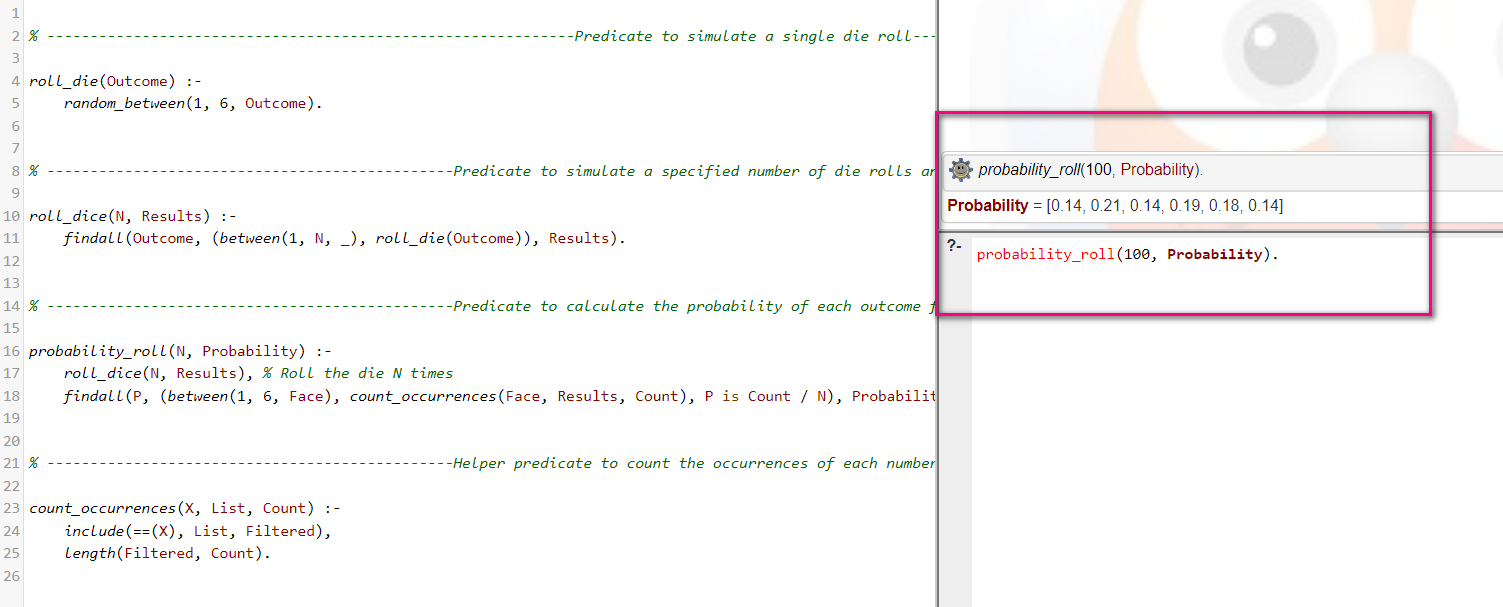 1
2 % -------------------------------------------------------------Predicate to simulate a single die roll---
3
4 roll_die(Outcome) :-
5 random_between(1, 6, Outcome).
6
7
8 % -----------------------------------------------Predicate to simulate a specified number of die rolls
9
10 roll_dice(N, Results) :-
11 findall(Outcome, (between(1, N, _), roll_die(Outcome)), Results).
12
13
14 % -----------------------------------------------Predicate to calculate the probability of each outcome
15
16 probability_roll(N, Probability) :-
17 roll_dice(N, Results), % Roll the die N times
18 findall(P, (between(1, 6, Face), count_occurrences(Face, Results, Count), P is Count / N), Probabilit
19
20
21 % -----------------------------------------------Helper predicate to count the occurrences of each number
22
23 count_occurrences(X, List, Count) :-
24 include(==(X), List, Filtered),
25 length(Filtered, Count).
26
probability_roll(100, Probability).
Probability = [0.14, 0.21, 0.14, 0.19, 0.18, 0.14]
?- probability_roll(100, Probability).